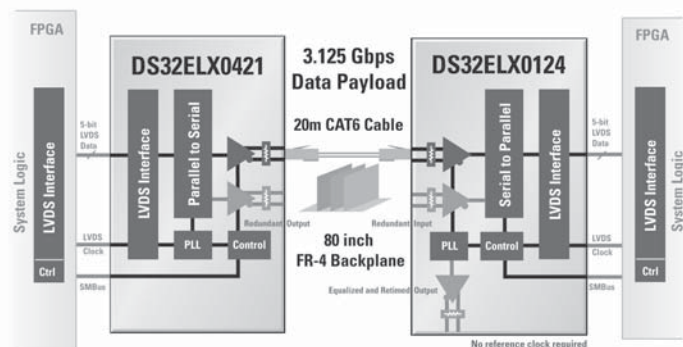 FPGA
System Logic
LVDS Interface
Ctrl
5-bit
LVDS
Data
LVDS
Clock
SMBus
DS32ELX0421
LVDS Interface
Parallel to Serial
PLL
Control
Redundant Output
3.125 Gbps
Data Payload
20m CAT6 Cable
80 inch
FR-4 Backplane
DS32ELX0124
Redundant Input
Serial to Parallel
LVDS Interface
PLL
Control
Equalized and Retimed Output
No reference clock required
5-bit
LVDS
Data
LVDS
Clock
SMBus
FPGA
LVDS Interface
Ctrl
System Logic